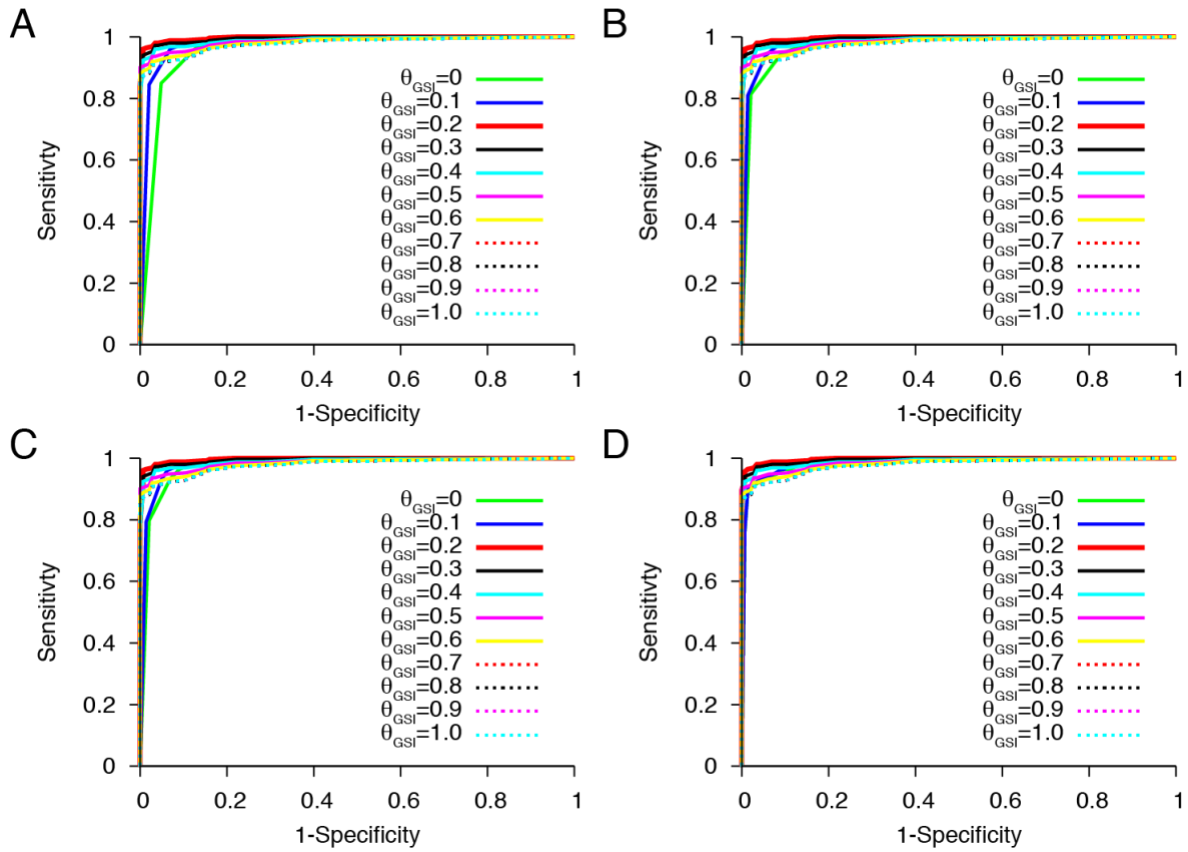 A
Sensitivty
1
0.8
0.6
0.4
0.2
0
θGSI=0
θGSI=0.1
θGSI=0.2
θGSI=0.3
θGSI=0.4
θGSI=0.5
θGSI=0.6
θGSI=0.7
θGSI=0.8
θGSI=0.9
θGSI=1.0
0 0.2 0.4 0.6 0.8 1
1-Specificity
B
Sensitivty
1
0.8
0.6
0.4
0.2
0
θGSI=0
θGSI=0.1
θGSI=0.2
θGSI=0.3
θGSI=0.4
θGSI=0.5
θGSI=0.6
θGSI=0.7
θGSI=0.8
θGSI=0.9
θGSI=1.0
0 0.2 0.4 0.6 0.8 1
1-Specificity
C
Sensitivty
1
0.8
0.6
0.4
0.2
0
θGSI=0
θGSI=0.1
θGSI=0.2
θGSI=0.3
θGSI=0.4
θGSI=0.5
θGSI=0.6
θGSI=0.7
θGSI=0.8
θGSI=0.9
θGSI=1.0
0 0.2 0.4 0.6 0.8 1
1-Specificity
D
Sensitivty
1
0.8
0.6
0.4
0.2
0
θGSI=0
θGSI=0.1
θGSI=0.2
θGSI=0.3
θGSI=0.4
θGSI=0.5
θGSI=0.6
θGSI=0.7
θGSI=0.8
θGSI=0.9
θGSI=1.0
0 0.2 0.4 0.6 0.8 1
1-Specificity